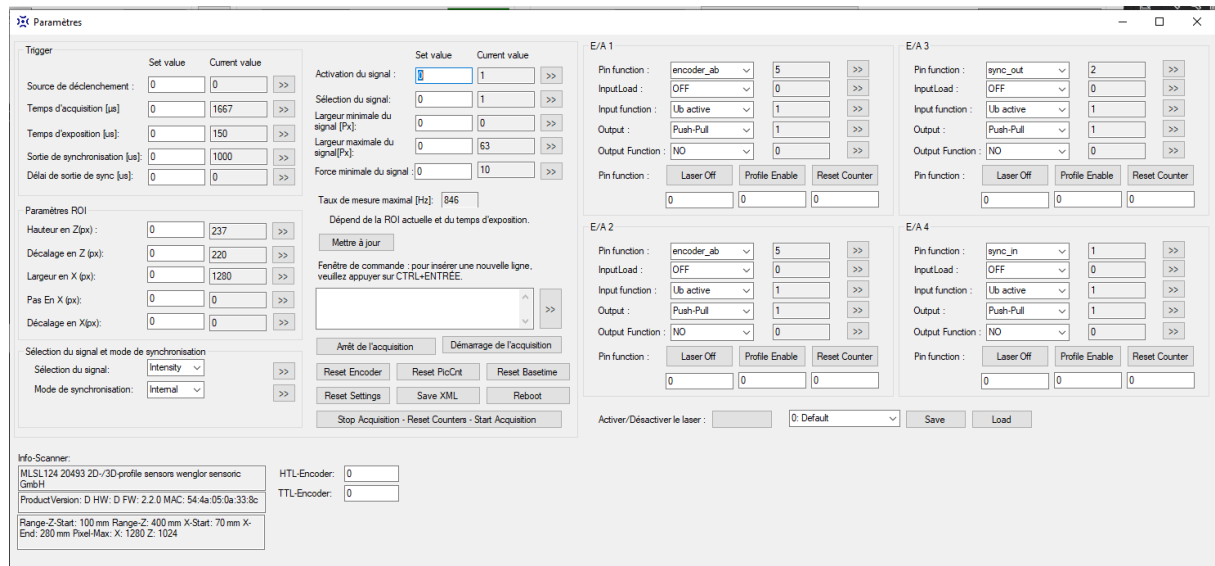 Paramètres
Trigger
Set value Current value
Source de déclenchement : 0 0 >>
Temps d'acquisition [µs] 0 1667 >>
Temps d'exposition [us]: 0 150 >>
Sortie de synchronisation [us]: 0 1000 >>
Délai de sortie de sync [us]: 0 0 >>
Paramètres ROI
Hauteur en Z(px) : 0 237 >>
Décalage en Z (px): 0 220 >>
Largeur en X (px): 0 1280 >>
Pas En X (px): 0 0 >>
Décalage en X(px): 0 0 >>
Sélection du signal et mode de synchronisation
Sélection du signal: Intensity >>
Mode de synchronisation: Internal >>
Set value Current value
Activation du signal : 0 1 >>
Sélection du signal: 0 1 >>
Largeur minimale du
signal [Px]: 0 0 >>
Largeur maximale du
signal[Px]: 0 63 >>
Force minimale du signal : 0 10 >>
Taux de mesure maximal [Hz]: 846
Dépend de la ROI actuelle et du temps d'exposition.
Mettre à jour
Fenêtre de commande : pour insérer une nouvelle ligne,
veuillez appuyer sur CTRL+ENTRÉE.
>>
Arrêt de l'acquisition Démarrage de l'acquisition
Reset Encoder Reset PicCnt Reset Basetime
Reset Settings Save XML Reboot
Stop Acquisition - Reset Counters - Start Acquisition
E/A 1
Pin function : encoder_ab 5 >>
InputLoad : OFF 0 >>
Input function : Ub active 1 >>
Output : Push-Pull 1 >>
Output Function : NO 0 >>
Pin function : Laser Off Profile Enable Reset Counter
0 0 0
E/A 2
Pin function : encoder_ab 5 >>
InputLoad : OFF 0 >>
Input function : Ub active 1 >>
Output : Push-Pull 1 >>
Output Function : NO 0 >>
Pin function : Laser Off Profile Enable Reset Counter
0 0 0
E/A 3
Pin function : sync_out 2 >>
InputLoad : OFF 0 >>
Input function : Ub active 1 >>
Output : Push-Pull 1 >>
Output Function : NO 0 >>
Pin function : Laser Off Profile Enable Reset Counter
0 0 0
E/A 4
Pin function : sync_in 1 >>
InputLoad : OFF 0 >>
Input function : Ub active 1 >>
Output : Push-Pull 1 >>
Output Function : NO 0 >>
Pin function : Laser Off Profile Enable Reset Counter
0 0 0
Activer/Désactiver le laser : 0: Default Save Load
Info-Scanner:
MLSL124 20493 2D-/3D-profile sensors wenglor sensoric
GmbH
ProductVersion: D HW: D FW: 2.2.0 MAC: 54:4a:05:0a:33:8c
Range-Z-Start: 100 mm Range-Z: 400 mm X-Start: 70 mm X-
End: 280 mm Pixel-Max: X: 1280 Z: 1024
HTL-Encoder: 0
TTL-Encoder: 0